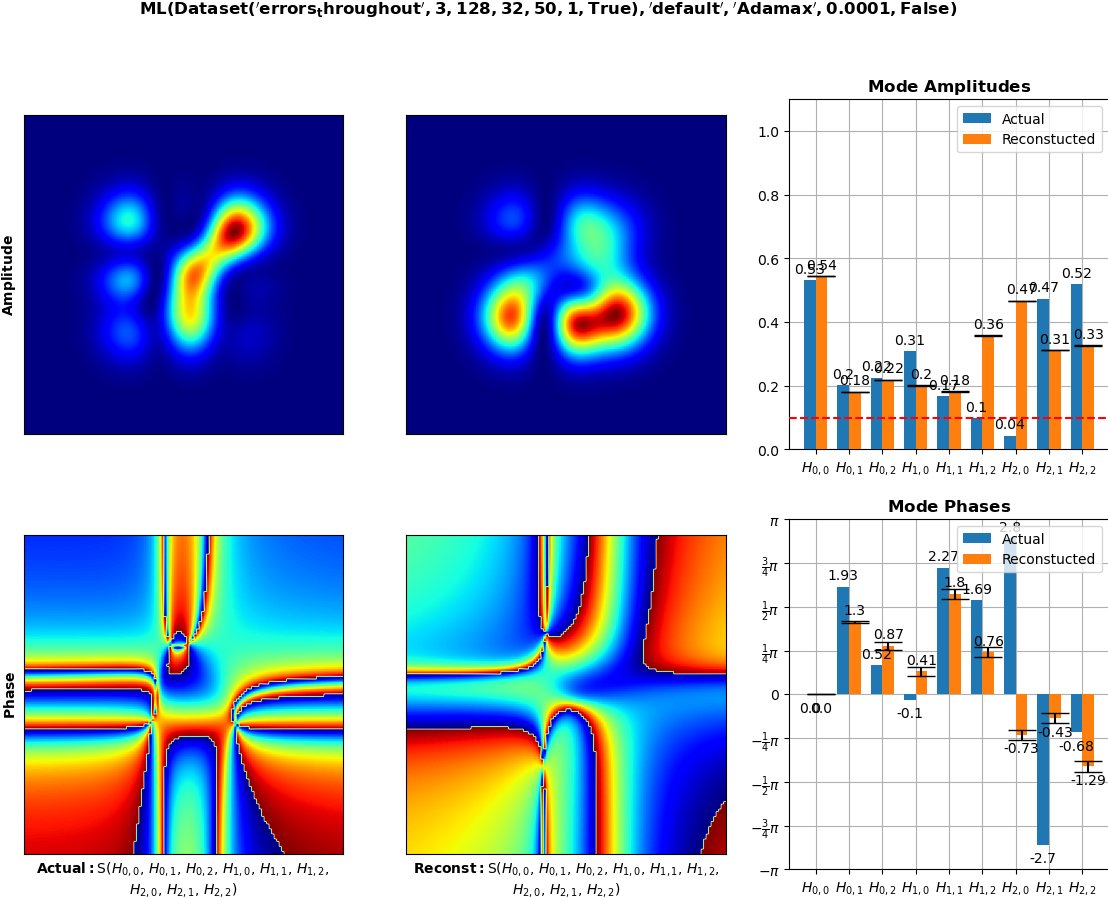 ML(Dataset('errors_throughout', 3, 128, 32, 50, 1, True), 'default', 'Adamax', 0.0001, False)
Amplitude
Mode Amplitudes
Actual
Reconstucted
1.0
0.8
0.6
0.4
0.2
0.0
0.53 0.54 0.2 0.18 0.22 0.22 0.31 0.2 0.17 0.18 0.1 0.36 0.04 0.47 0.47 0.31 0.52 0.33
H0,0 H0,1 H0,2 H1,0 H1,1 H1,2 H2,0 H2,1 H2,2
Phase
Mode Phases
Actual
Reconstucted
π
3/4π
1/2π
1/4π
0
−1/4π
−1/2π
−3/4π
−π
0.0 0.0 1.93 1.3 0.52 0.87 -0.1 0.41 2.27 1.8 1.69 0.76 2.8 -0.73 -2.7 -0.43 -0.68 -1.29
H0,0 H0,1 H0,2 H1,0 H1,1 H1,2 H2,0 H2,1 H2,2
Actual:S(H0,0, H0,1, H0,2, H1,0, H1,1, H1,2,
H2,0, H2,1, H2,2)
Reconst:S(H0,0, H0,1, H0,2, H1,0, H1,1, H1,2,
H2,0, H2,1, H2,2)